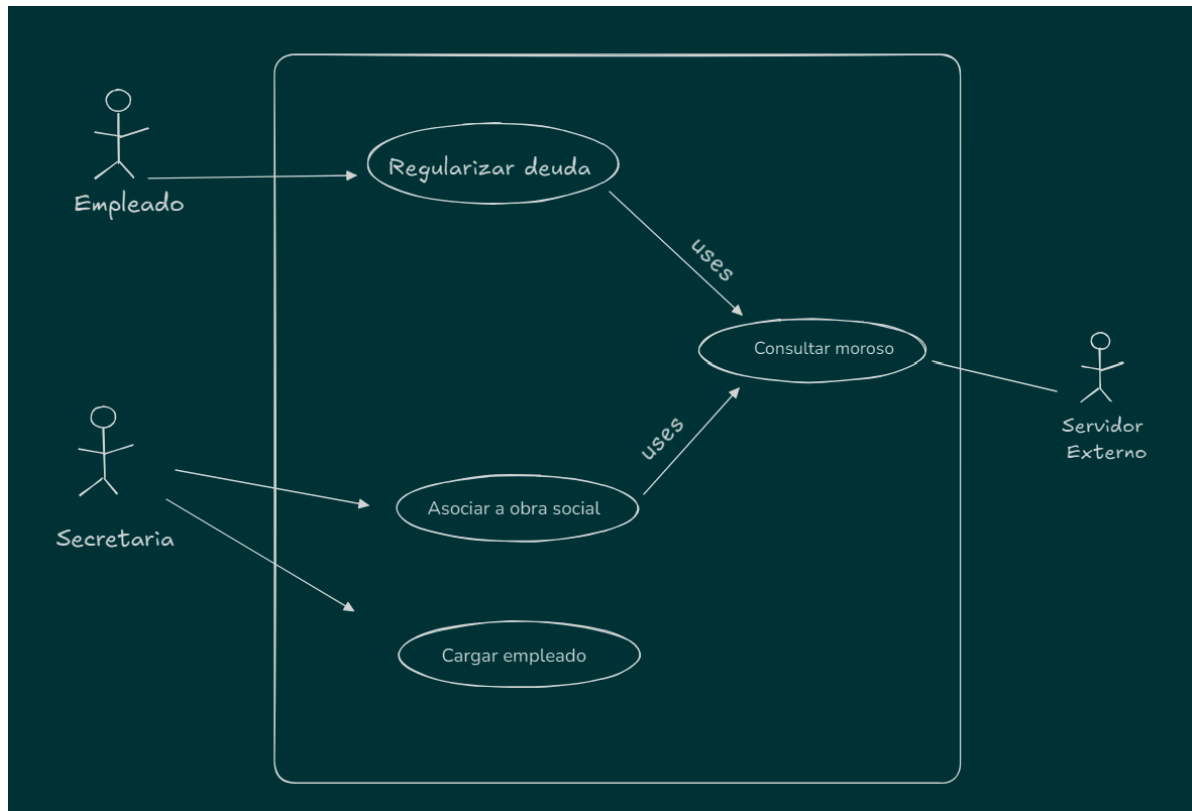 Regularizar deuda
Empleado
uses
Consultar moroso
Servidor
Externo
uses
Asociar a obra social
Secretaria
Cargar empleado